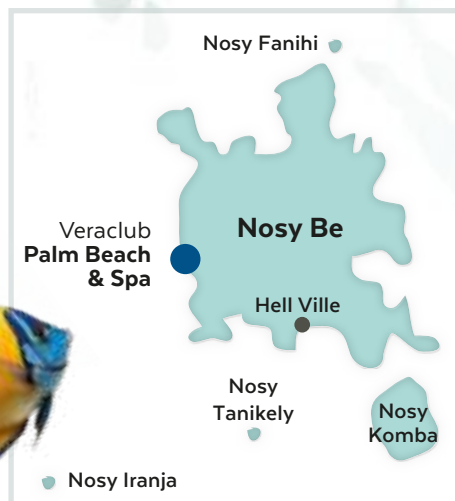 Nosy Fanihi
Veraclub
Palm Beach
& Spa
Nosy Be
Hell Ville
Nosy
Tanikely
Nosy
Komba
Nosy Iranja